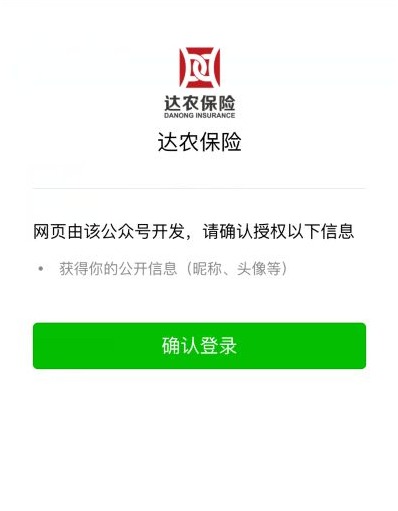 达农保险
DANONG INSURANCE
达农保险
网页由该公众号开发，请确认授权以下信息
• 获得你的公开信息（昵称、头像等）
确认登录